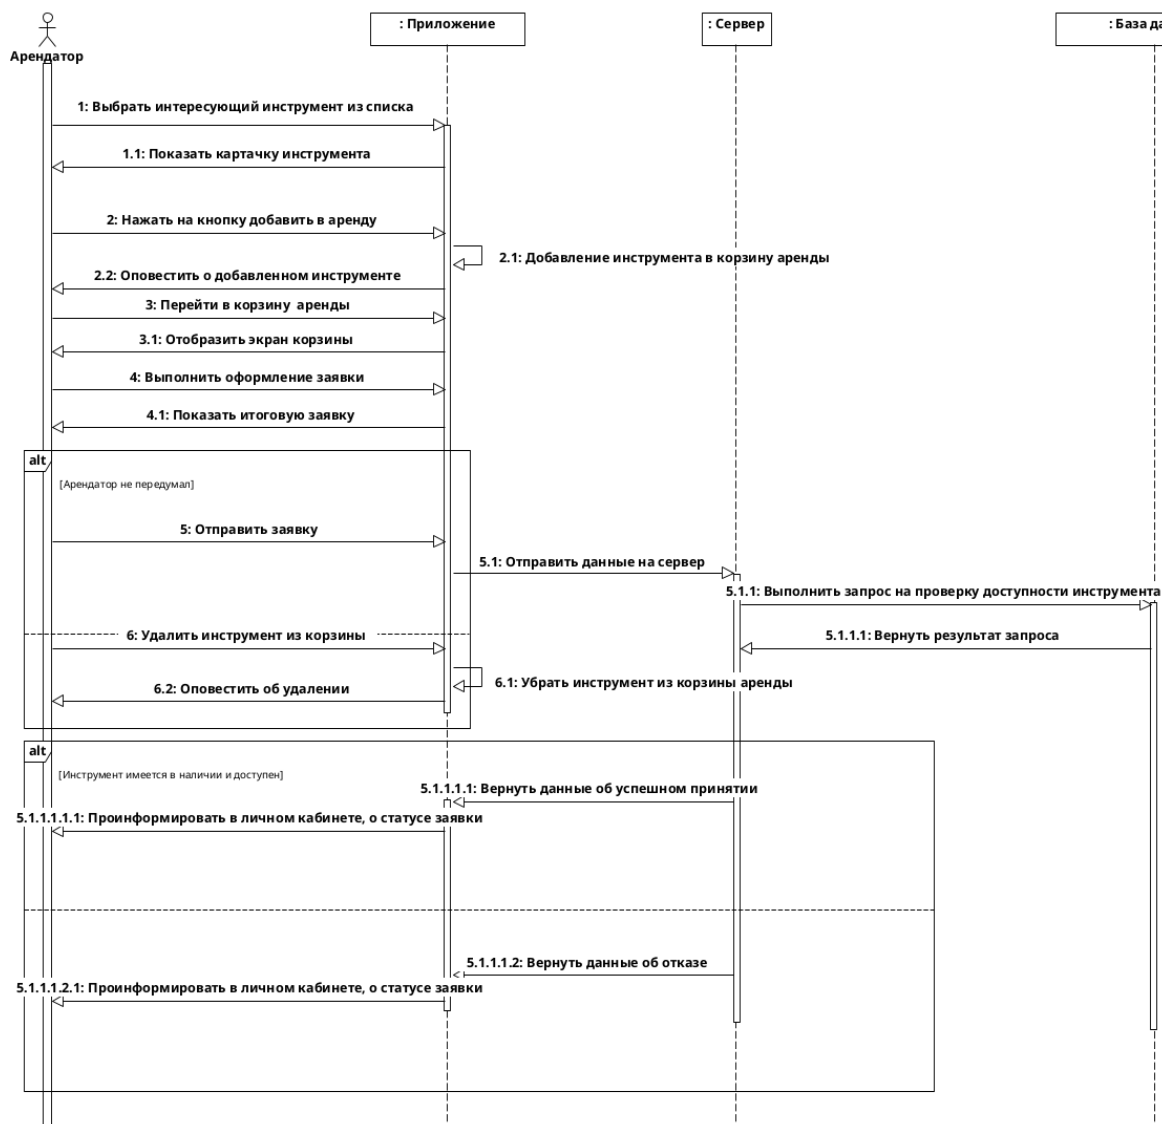 : Приложение
: Сервер
: База да
Арендатор
1: Выбрать интересующий инструмент из списка
1.1: Показать картачку инструмента
2: Нажать на кнопку добавить в аренду
2.1: Добавление инструмента в корзину аренды
2.2: Оповестить о добавленном инструменте
3: Перейти в корзину аренды
3.1: Отобразить экран корзины
4: Выполнить оформление заявки
4.1: Показать итоговую заявку
alt
[Арендатор не передумал]
5: Отправить заявку
5.1: Отправить данные на сервер
5.1.1: Выполнить запрос на проверку доступности инструмента
6: Удалить инструмент из корзины
5.1.1.1: Вернуть результат запроса
6.1: Убрать инструмент из корзины аренды
6.2: Оповестить об удалении
alt
[Инструмент имеется в наличии и доступен]
5.1.1.1.1: Вернуть данные об успешном принятии
5.1.1.1.1.1: Проинформировать в личном кабинете, о статусе заявки
5.1.1.1.2: Вернуть данные об отказе
5.1.1.1.2.1: Проинформировать в личном кабинете, о статусе заявки